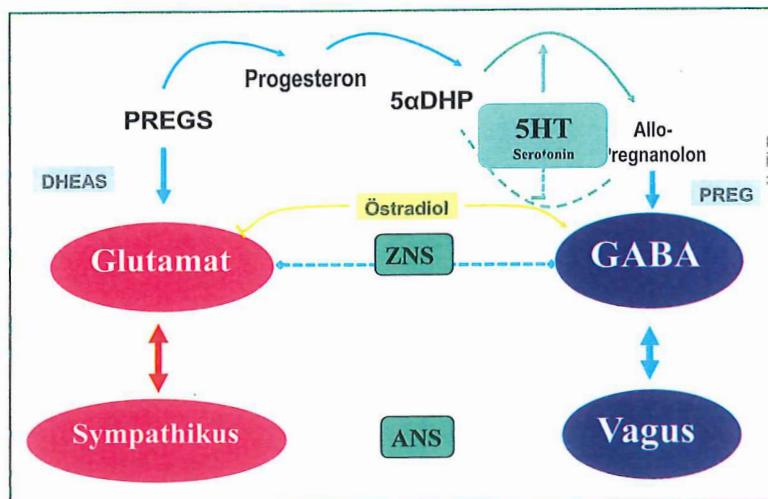 Progesteron
5αDHP
PREGS
5HT
Serotonin
Allo-
Pregnanolon
DHEAS
PREG
Östradiol
Glutamat
ZNS
GABA
Sympathikus
ANS
Vagus